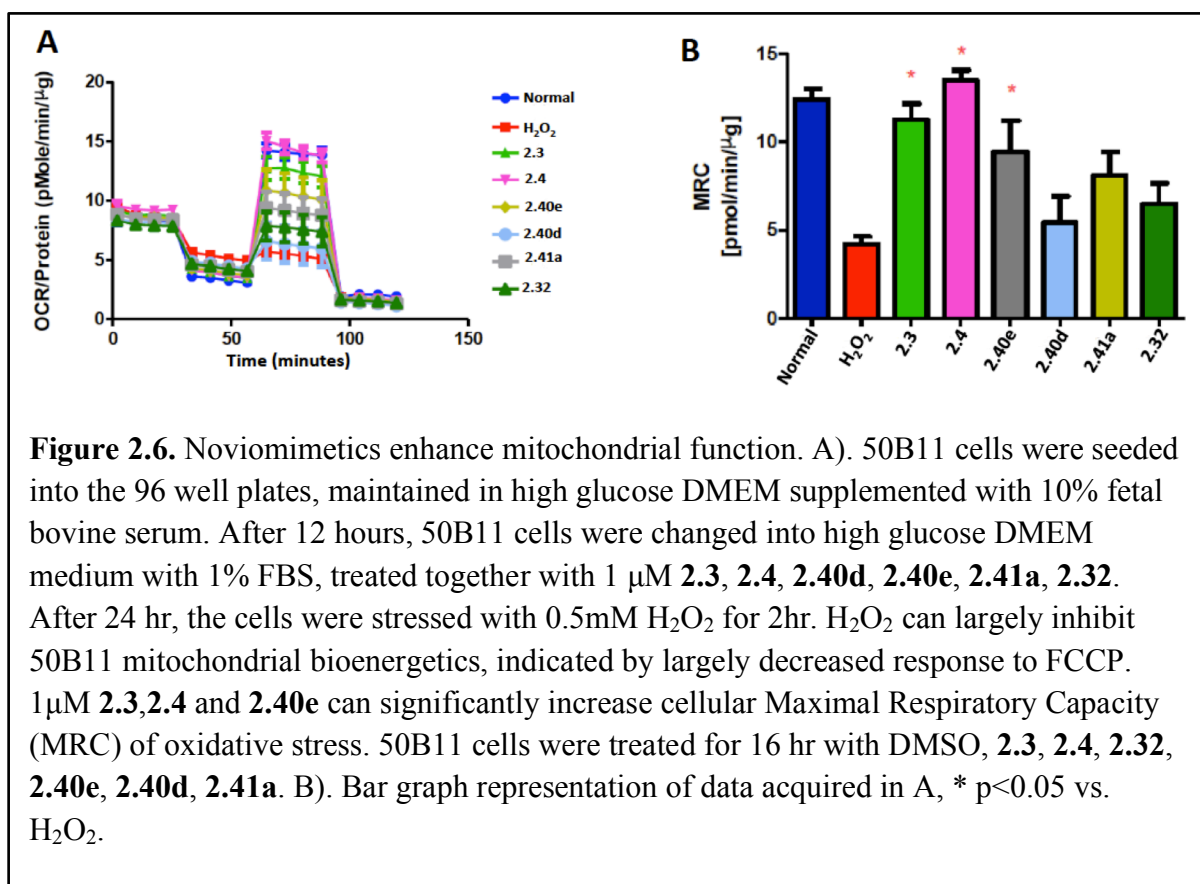 A
OCR/Protein (pMole/min/µg)
20
15
10
5
0
0
50
100
150
Time (minutes)
Normal
H₂O₂
2.3
2.4
2.40e
2.40d
2.41a
2.32
B
MRC
[pmol/min/µg]
15
10
5
0
*
*
*
Normal
H₂O₂
2.3
2.4
2.40e
2.40d
2.41a
2.32
Figure 2.6. Noviomimetics enhance mitochondrial function. A). 50B11 cells were seeded
into the 96 well plates, maintained in high glucose DMEM supplemented with 10% fetal
bovine serum. After 12 hours, 50B11 cells were changed into high glucose DMEM
medium with 1% FBS, treated together with 1 μM 2.3, 2.4, 2.40d, 2.40e, 2.41a, 2.32.
After 24 hr, the cells were stressed with 0.5mM H₂O₂ for 2hr. H₂O₂ can largely inhibit
50B11 mitochondrial bioenergetics, indicated by largely decreased response to FCCP.
1μM 2.3,2.4 and 2.40e can significantly increase cellular Maximal Respiratory Capacity
(MRC) of oxidative stress. 50B11 cells were treated for 16 hr with DMSO, 2.3, 2.4, 2.32,
2.40e, 2.40d, 2.41a. B). Bar graph representation of data acquired in A, * p<0.05 vs.
H₂O₂.